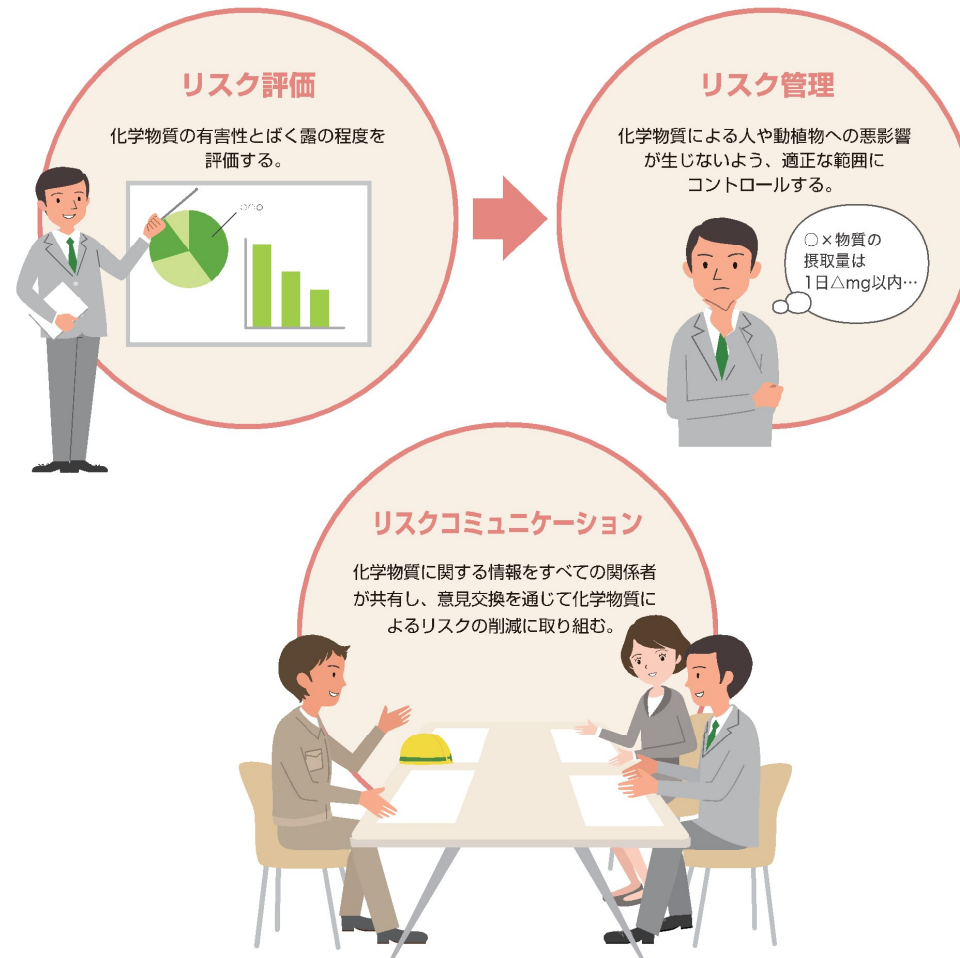 リスク評価
化学物質の有害性とばく露の程度を
評価する。
リスク管理
化学物質による人や動植物への悪影響
が生じないよう、適正な範囲に
コントロールする。
○×物質の
摂取量は
1日△mg以内…
リスクコミュニケーション
化学物質に関する情報をすべての関係者
が共有し、意見交換を通じて化学物質に
よるリスクの削減に取り組む。